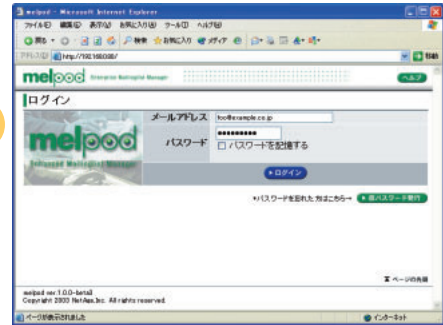 melpod - Microsoft Internet Explorer
ファイル(F) 編集(E) 表示(V) お気に入り(B) ツール(T) ヘルプ(H)
戻る 検索 お気に入り メディア
アドレス(D) 移動
melpod Enterprise Mailinglist Manager ヘルプ
ログイン
melpod
Enhanced Mailinglist Manager
メールアドレス foo@example.co.jp
パスワード
パスワードを記憶する
ログイン
パスワードを忘れた方はこちら→ 仮パスワード発行
ページの先頭
melpod ver.1.0.0-beta3
Copyright 2003 NetAge,Inc. All rights reserved.
ページが表示されました インターネット